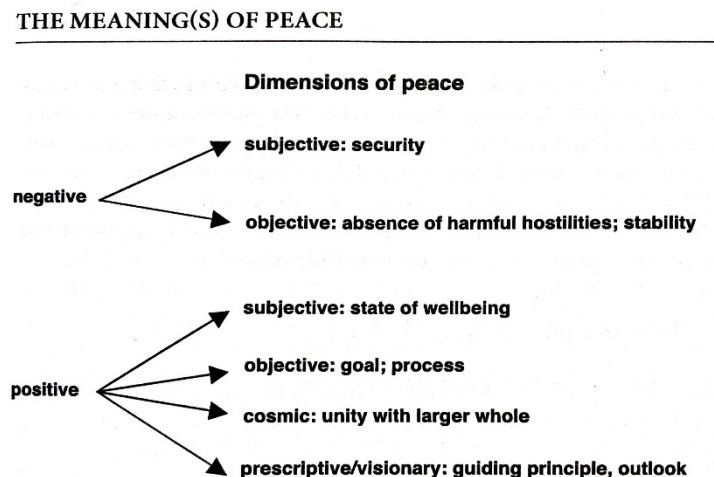 THE MEANING(S) OF PEACE
Dimensions of peace
negative
subjective: security
objective: absence of harmful hostilities; stability
positive
subjective: state of wellbeing
objective: goal; process
cosmic: unity with larger whole
prescriptive/visionary: guiding principle, outlook